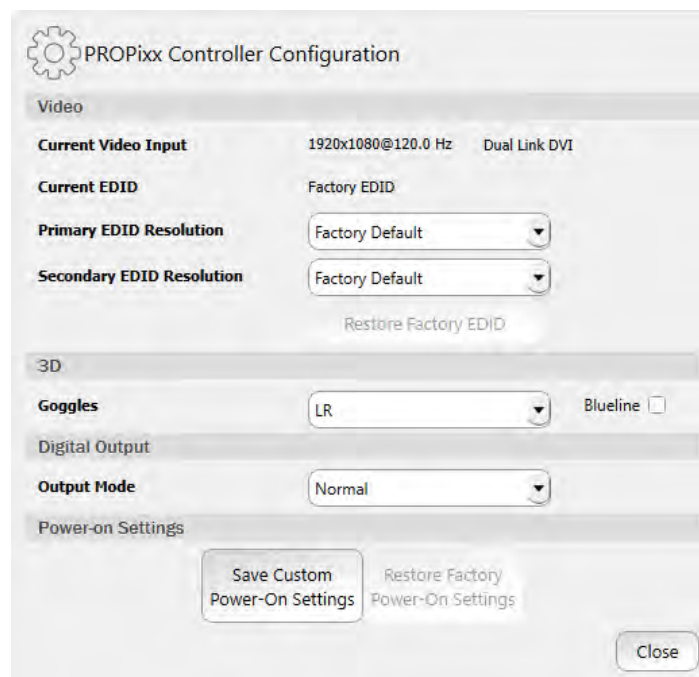 PROPixx Controller Configuration
Video
Current Video Input 1920x1080@120.0 Hz Dual Link DVI
Current EDID Factory EDID
Primary EDID Resolution Factory Default
Secondary EDID Resolution Factory Default
Restore Factory EDID
3D
Goggles LR Blueline
Digital Output
Output Mode Normal
Power-on Settings
Save Custom Restore Factory
Power-On Settings Power-On Settings
Close